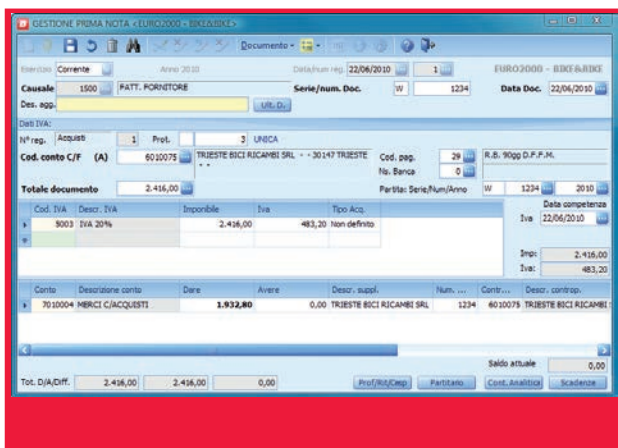 GESTIONE PRIMA NOTA <EURO2000 - BIKE&BIKE>
Documento
Esercizio Corrente Anno 2010 Data/num reg. 22/06/2010 1 EURO2000 - BIKE&BIKE
Causale 1500 FATT. FORNITORE Serie/num. Doc. W 1234 Data Doc. 22/06/2010
Des. agg. Ult. D.
Dati IVA:
N° reg. Acquisti 1 Prot. 3 UNICA
Cod. conto C/F (A) 6010075 TRIESTE BICI RICAMBI SRL - - 30147 TRIESTE Cod. pag. 29 R.B. 90gg D.F.F.M.
Ns. Banca 0
Totale documento 2.416,00 Partita: Serie/Num/Anno W 1234 2010
Cod. IVA Descr. IVA Imponibile Iva Tipo Acq. Data competenza
5003 IVA 20% 2.416,00 483,20 Non definito Iva 22/06/2010
Imp: 2.416,00
Iva: 483,20
Conto Descrizione conto Dare Avere Descr. suppl. Num. ... Contr... Descr. controp.
7010004 MERCI C/ACQUISTI 1.932,80 0,00 TRIESTE BICI RICAMBI SRL 1234 6010075 TRIESTE BICI RICAMBI
Saldo attuale 0,00
Tot. D/A/Diff. 2.416,00 2.416,00 0,00 Prof/Rit/Cesp Partitario Cont. Analitica Scadenze